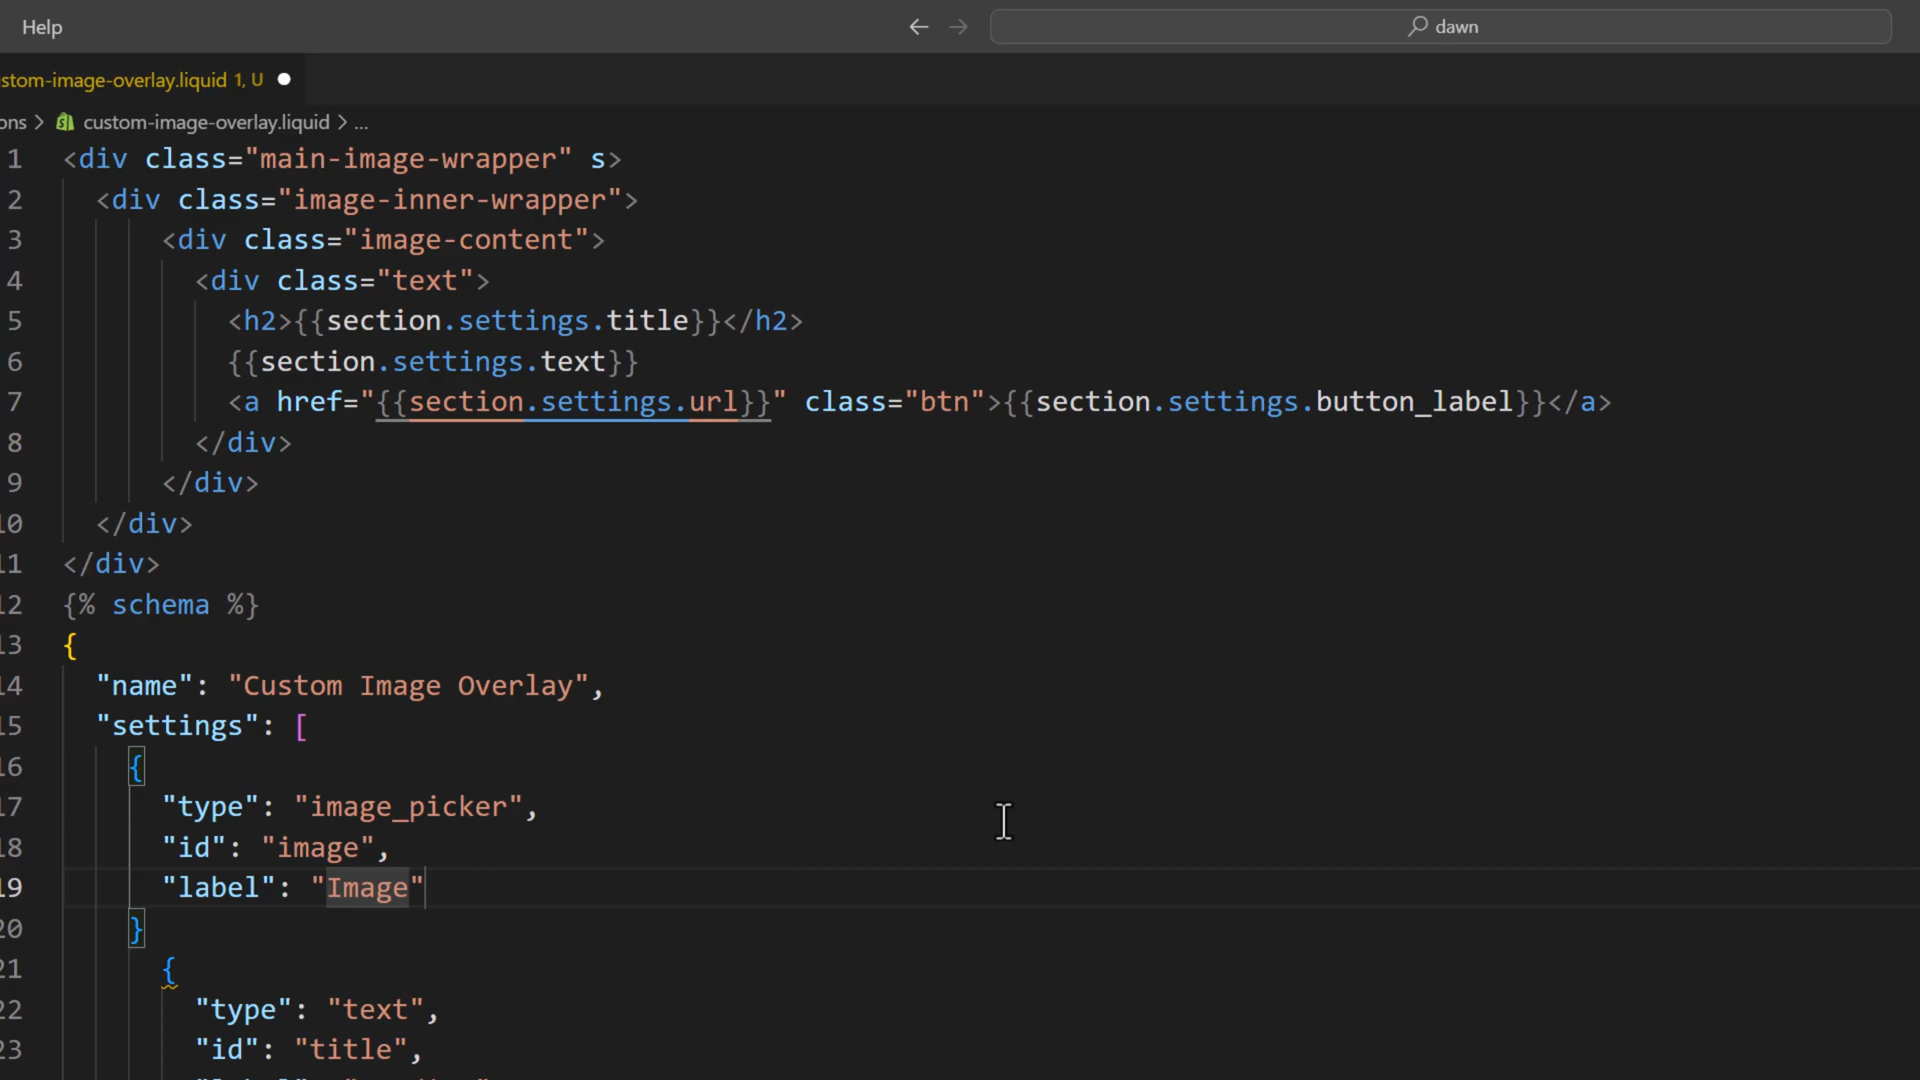 Help
dawn
stom-image-overlay.liquid 1, U
ons > custom-image-overlay.liquid > ...
1 <div class="main-image-wrapper" s>
2 <div class="image-inner-wrapper">
3 <div class="image-content">
4 <div class="text">
5 <h2>{{section.settings.title}}</h2>
6 {{section.settings.text}}
7 <a href="{{section.settings.url}}" class="btn">{{section.settings.button_label}}</a>
8 </div>
9 </div>
10 </div>
11 </div>
12 {% schema %}
13 {
14 "name": "Custom Image Overlay",
15 "settings": [
16 {
17 "type": "image_picker",
18 "id": "image",
19 "label": "Image"
20 }
21 {
22 "type": "text",
23 "id": "title",